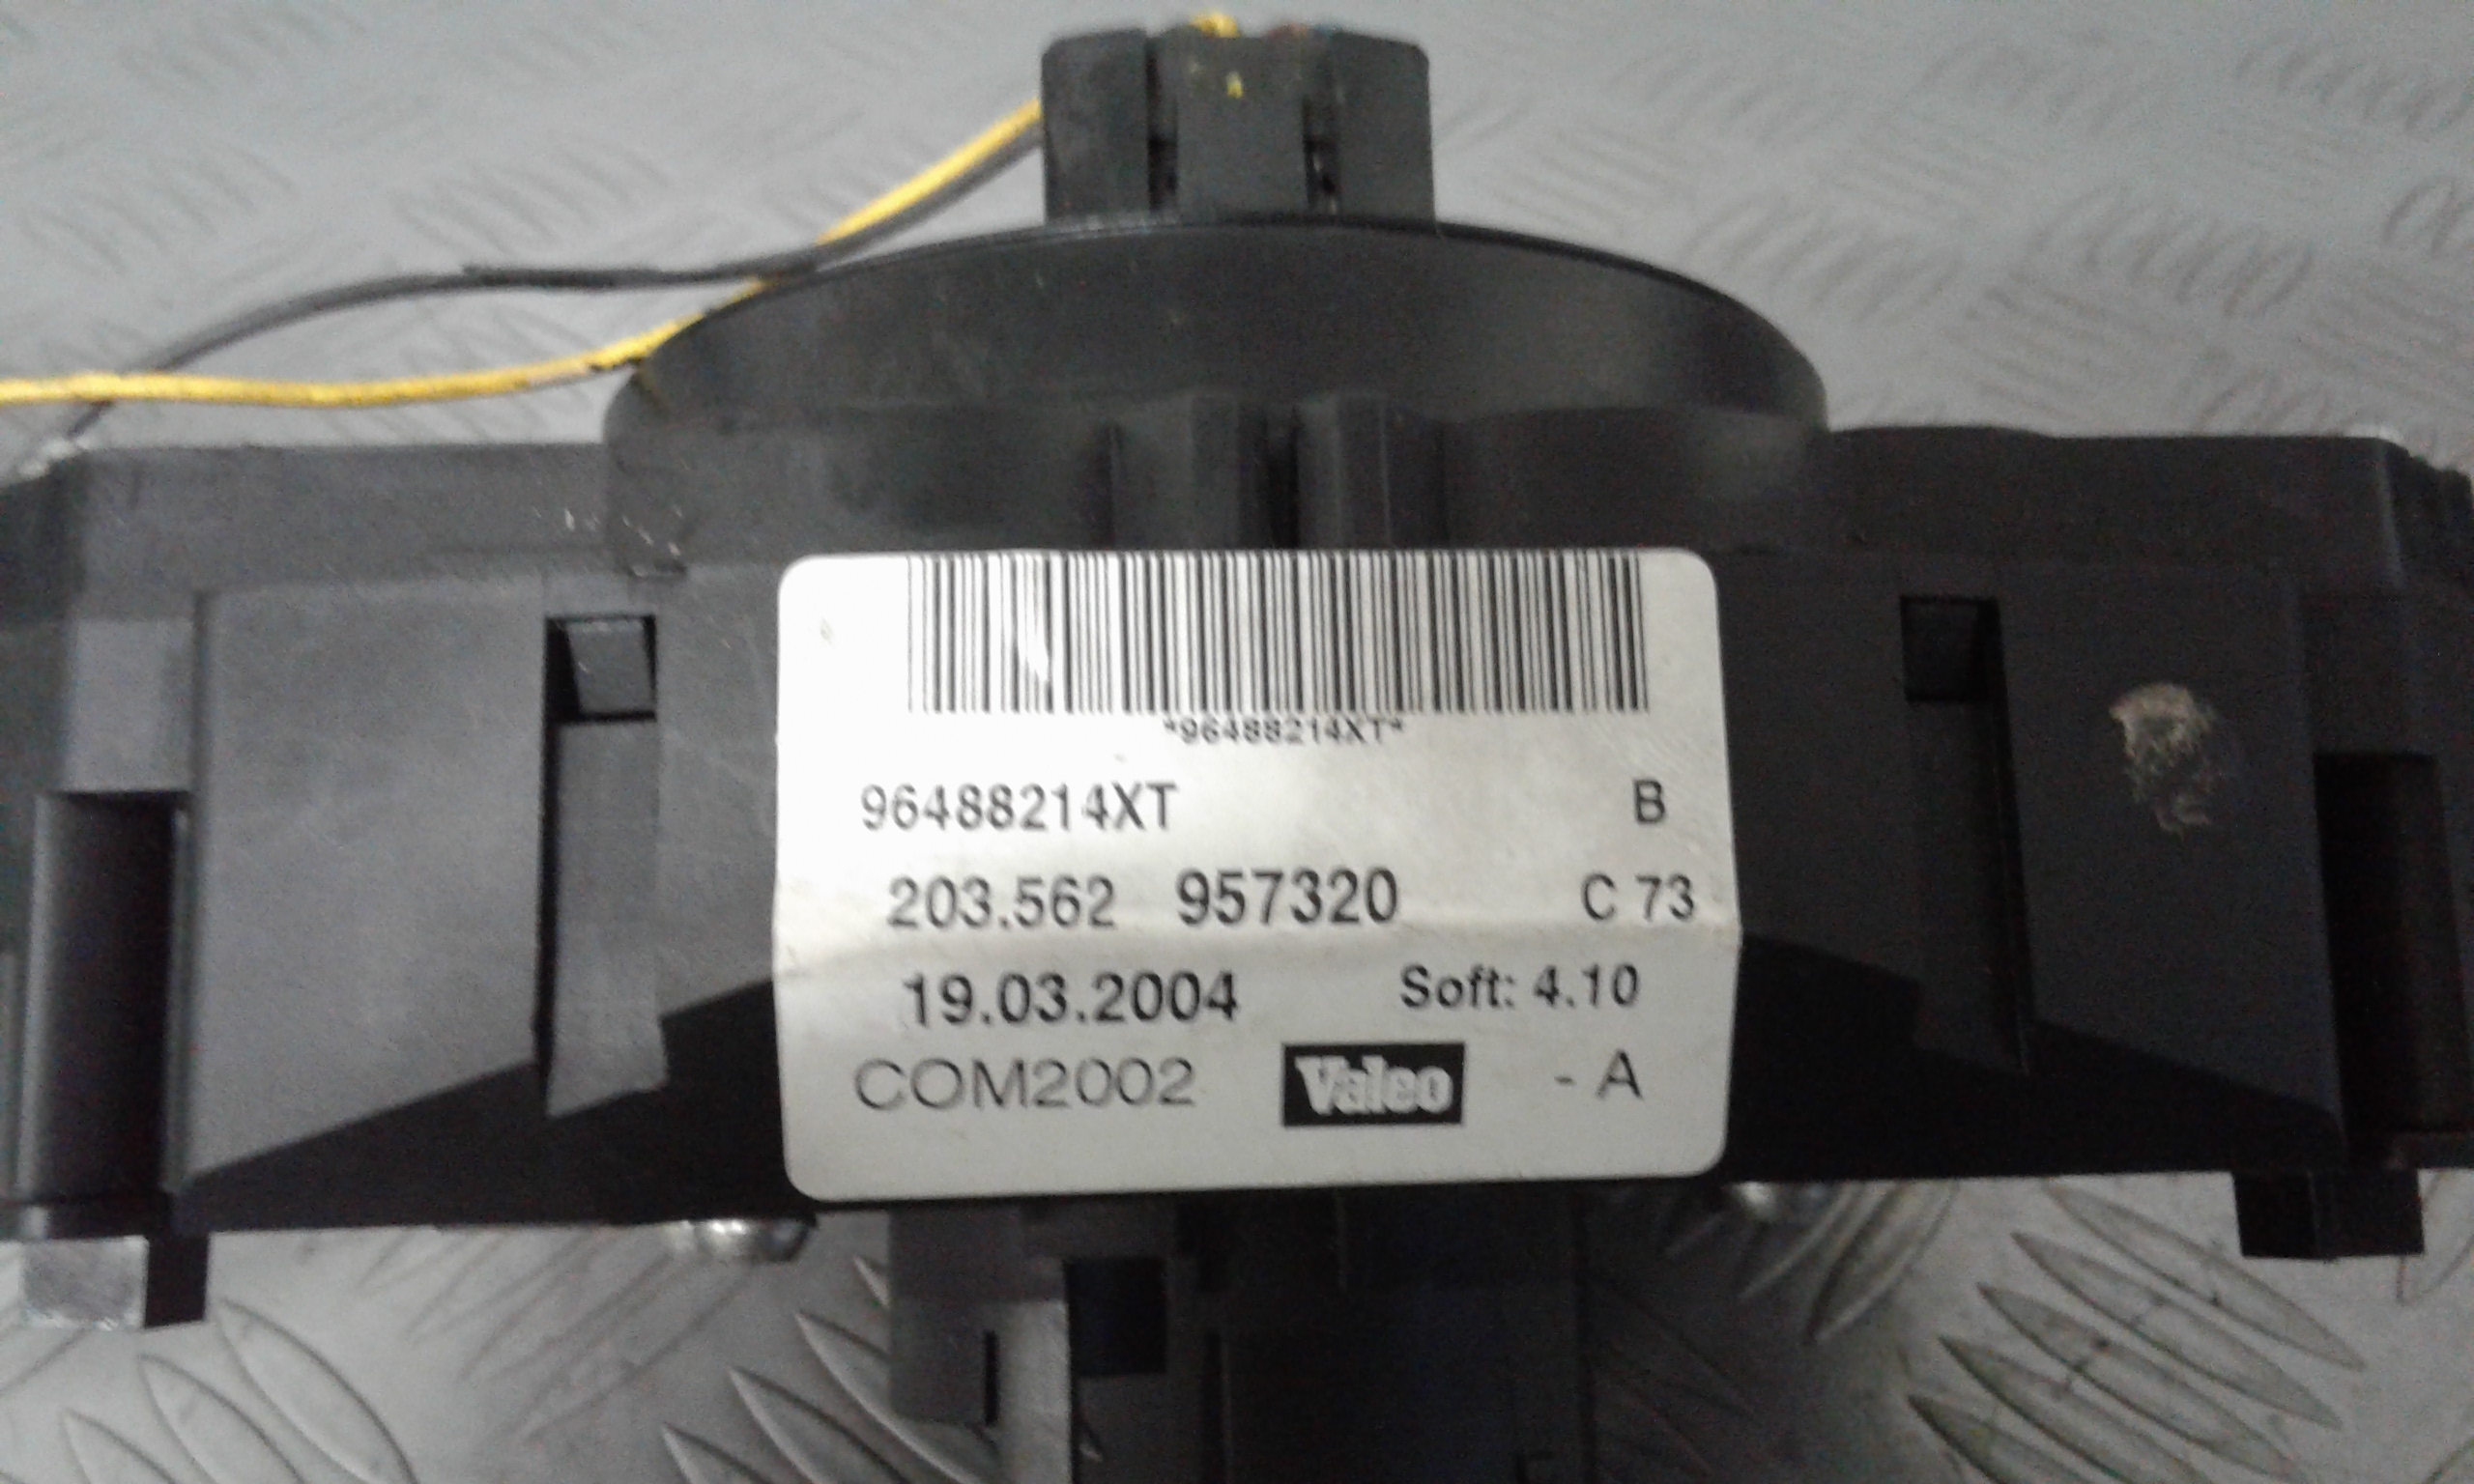 *96488214XT*
96488214XT B
203.562 957320 C 73
19.03.2004 Soft: 4.10
COM2002 Valeo - A